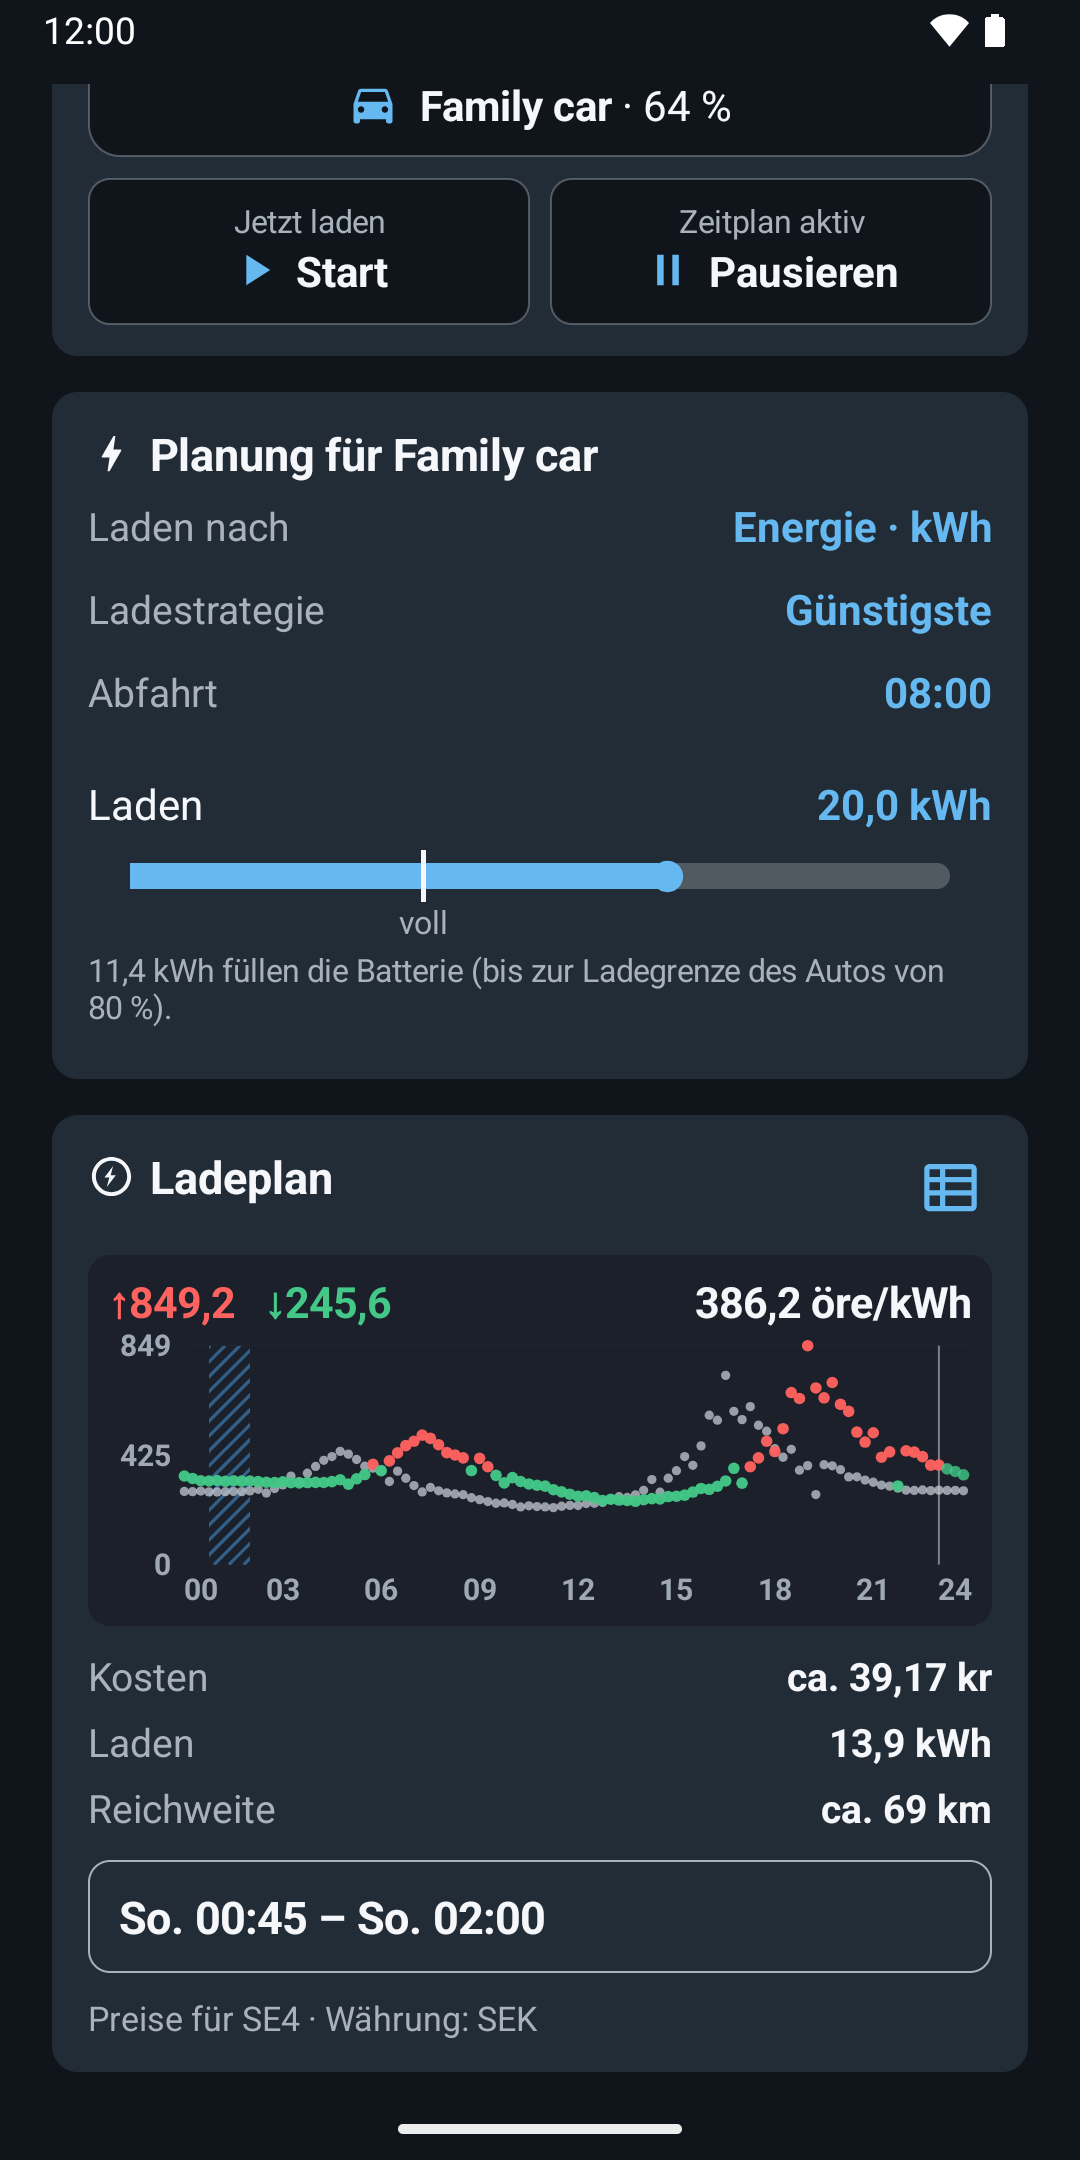 12:00
Family car · 64 %
Jetzt laden
Start
Zeitplan aktiv
Pausieren
Planung für Family car
Laden nach
Energie · kWh
Ladestrategie
Günstigste
Abfahrt
08:00
Laden
20,0 kWh
voll
11,4 kWh füllen die Batterie (bis zur Ladegrenze des Autos von
80 %).
Ladeplan
↑849,2 ↓245,6
386,2 öre/kWh
849
425
0
00 03 06 09 12 15 18 21 24
Kosten
ca. 39,17 kr
Laden
13,9 kWh
Reichweite
ca. 69 km
So. 00:45 – So. 02:00
Preise für SE4 · Währung: SEK